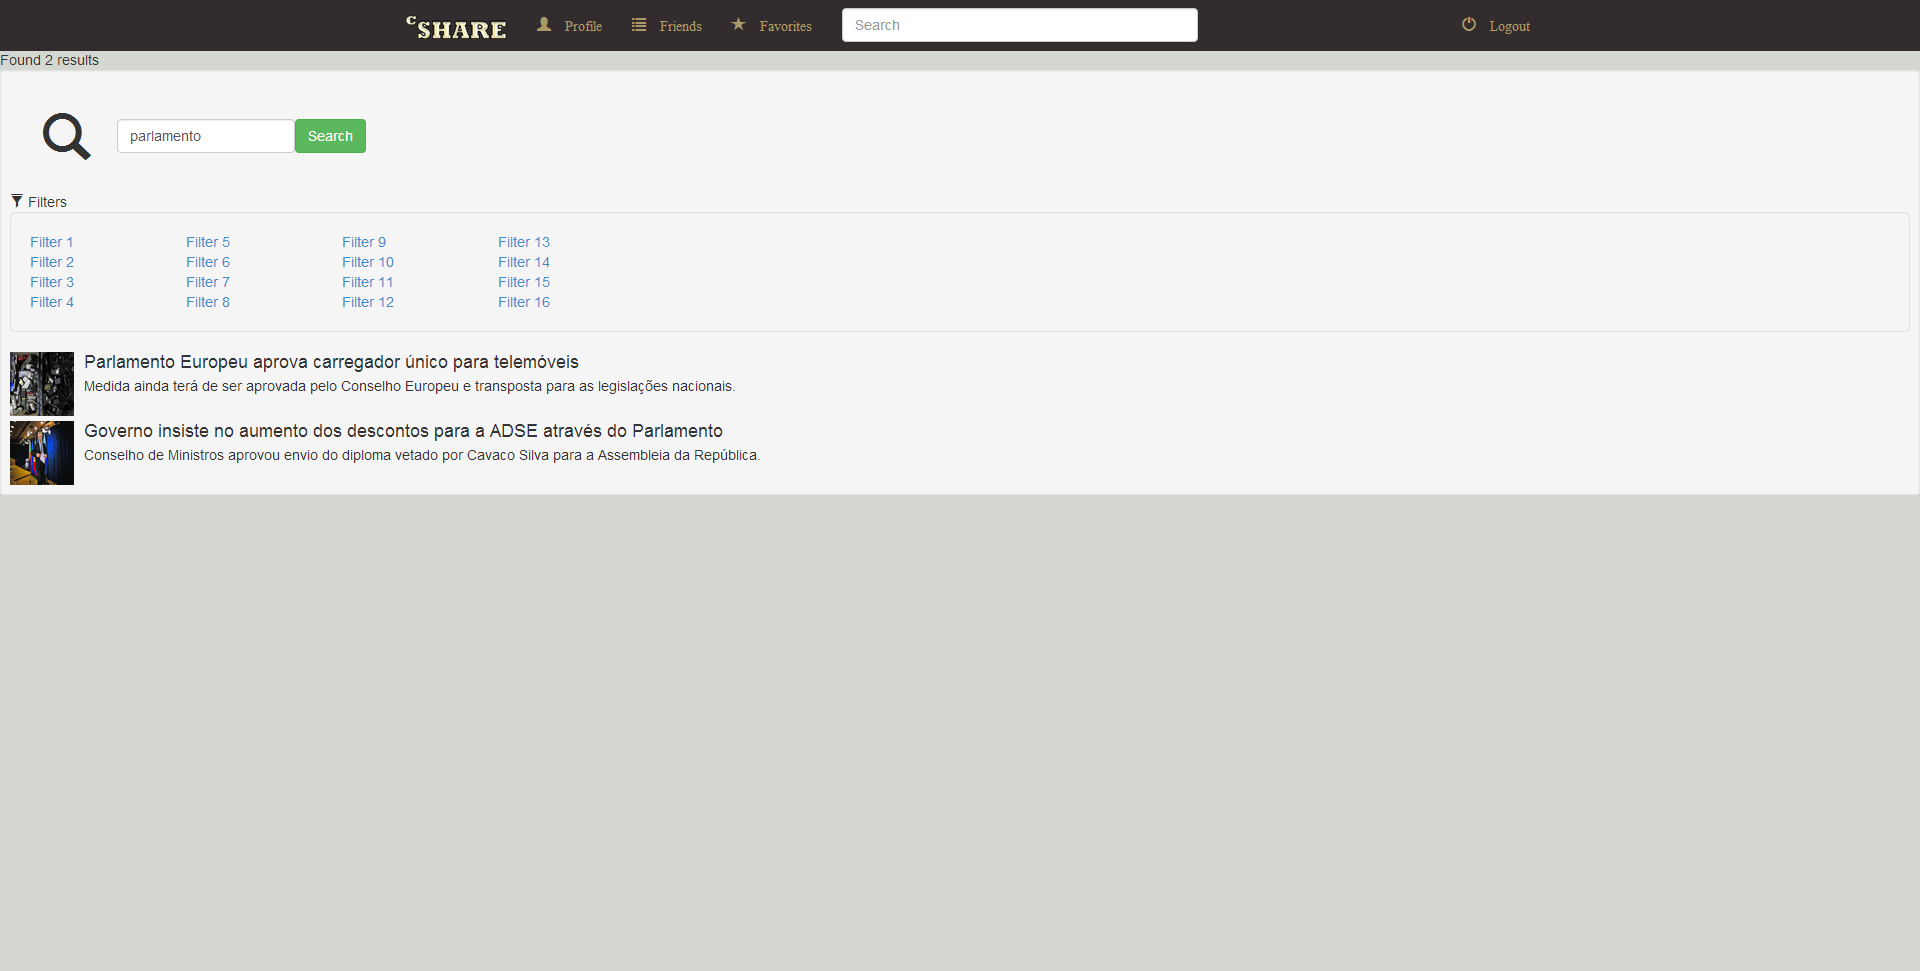 cSHARE Profile Friends Favorites Search Logout
Found 2 results
parlamento Search
Filters
Filter 1 Filter 5 Filter 9 Filter 13
Filter 2 Filter 6 Filter 10 Filter 14
Filter 3 Filter 7 Filter 11 Filter 15
Filter 4 Filter 8 Filter 12 Filter 16
Parlamento Europeu aprova carregador único para telemóveis
Medida ainda terá de ser aprovada pelo Conselho Europeu e transposta para as legislações nacionais.
Governo insiste no aumento dos descontos para a ADSE através do Parlamento
Conselho de Ministros aprovou envio do diploma vetado por Cavaco Silva para a Assembleia da República.